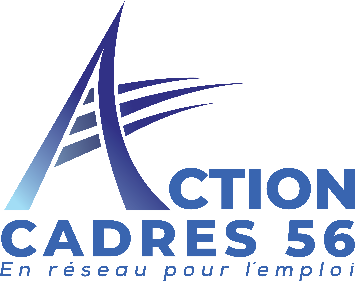 ACTION
CADRES 56
En réseau pour l'emploi